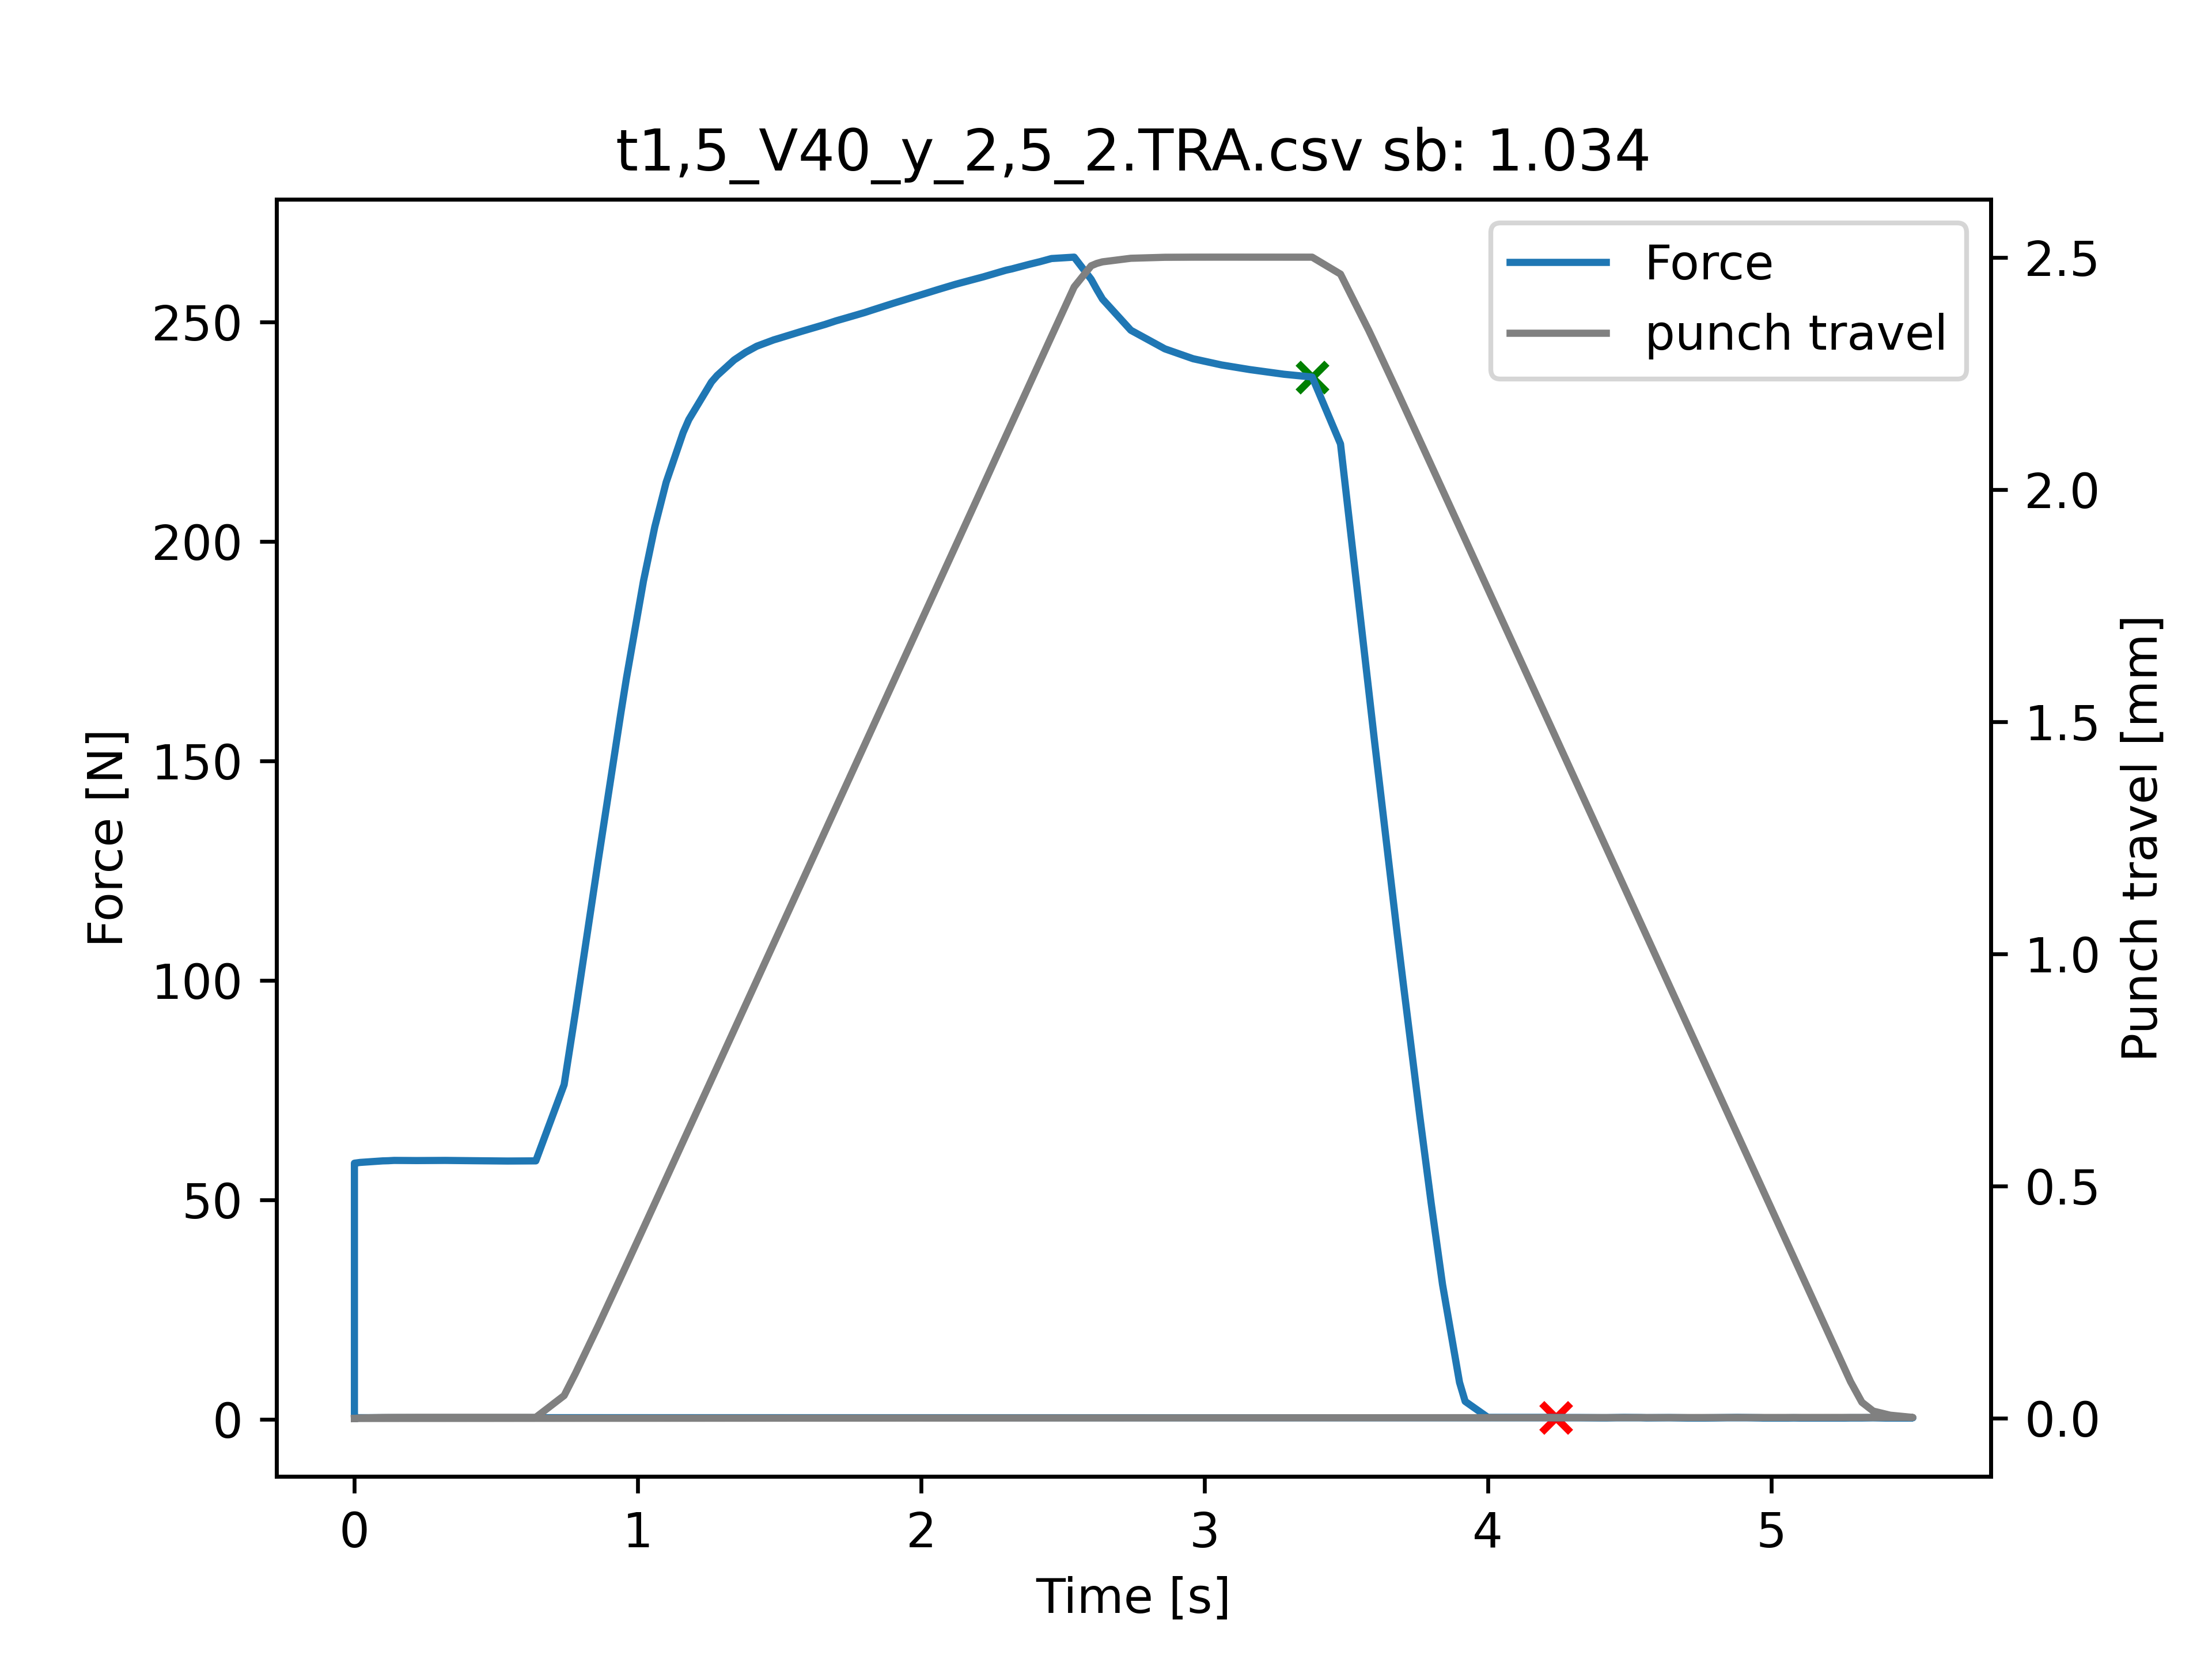 t1,5_V40_y_2,5_2.TRA.csv sb: 1.034
Force
punch travel
250
200
150
100
50
0
Force [N]
2.5
2.0
1.5
1.0
0.5
0.0
Punch travel [mm]
0 1 2 3 4 5
Time [s]